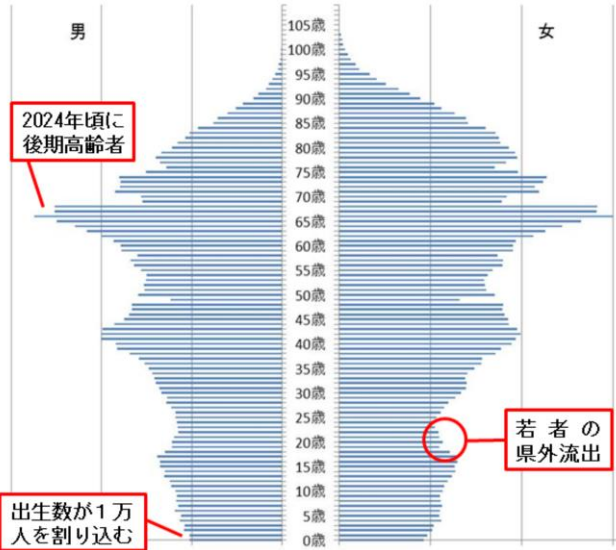 男
女
105歳
100歳
95歳
90歳
85歳
80歳
75歳
70歳
65歳
60歳
55歳
50歳
45歳
40歳
35歳
30歳
25歳
20歳
15歳
10歳
5歳
0歳
2024年頃に
後期高齢者
若者の
県外流出
出生数が1万
人を割り込む